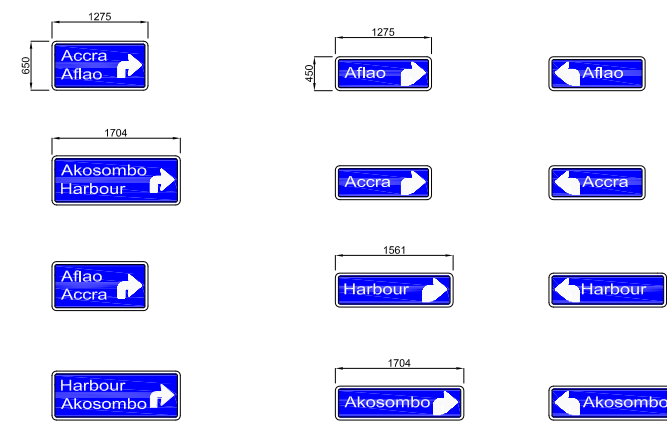 1275
650
Accra
Aflao
1275
450
Aflao
Aflao
1704
Akosombo
Harbour
Accra
Accra
Aflao
Accra
1561
Harbour
Harbour
Harbour
Akosombo
1704
Akosombo
Akosombo